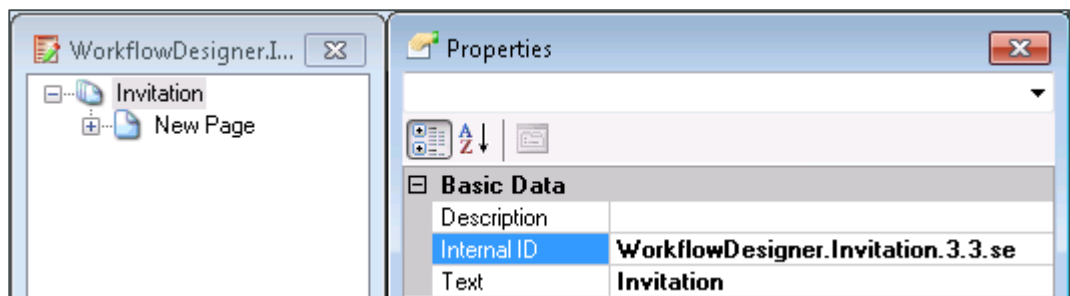 WorkflowDesigner.I...
Invitation
New Page
Properties
A
Z
Basic Data
Description
Internal ID WorkflowDesigner.Invitation.3.3.se
Text Invitation